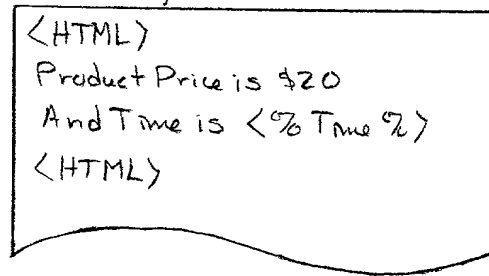 <HTML>
Product Price is $20
And Time is <% Time %>
<HTML>